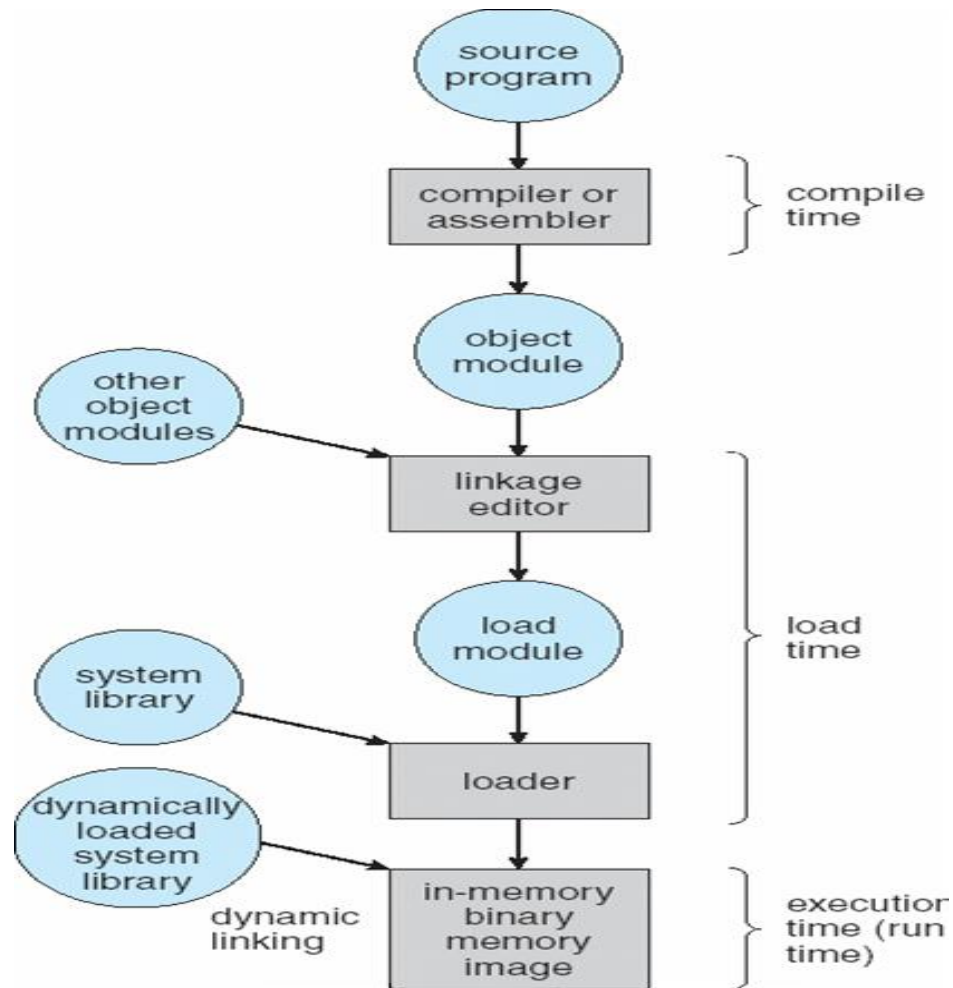 source
program
compiler or
assembler
compile
time
object
module
other
object
modules
linkage
editor
load
module
load
time
system
library
loader
dynamically
loaded
system
library
dynamic
linking
in-memory
binary
memory
image
execution
time (run
time)